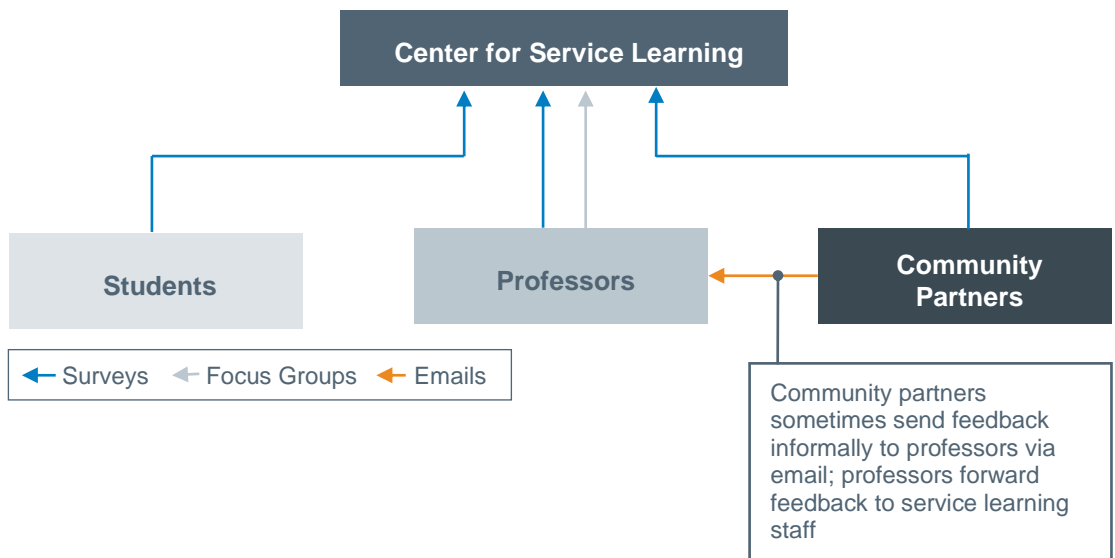 Center for Service Learning
Students
Professors
Community
Partners
Surveys Focus Groups Emails
Community partners
sometimes send feedback
informally to professors via
email; professors forward
feedback to service learning
staff